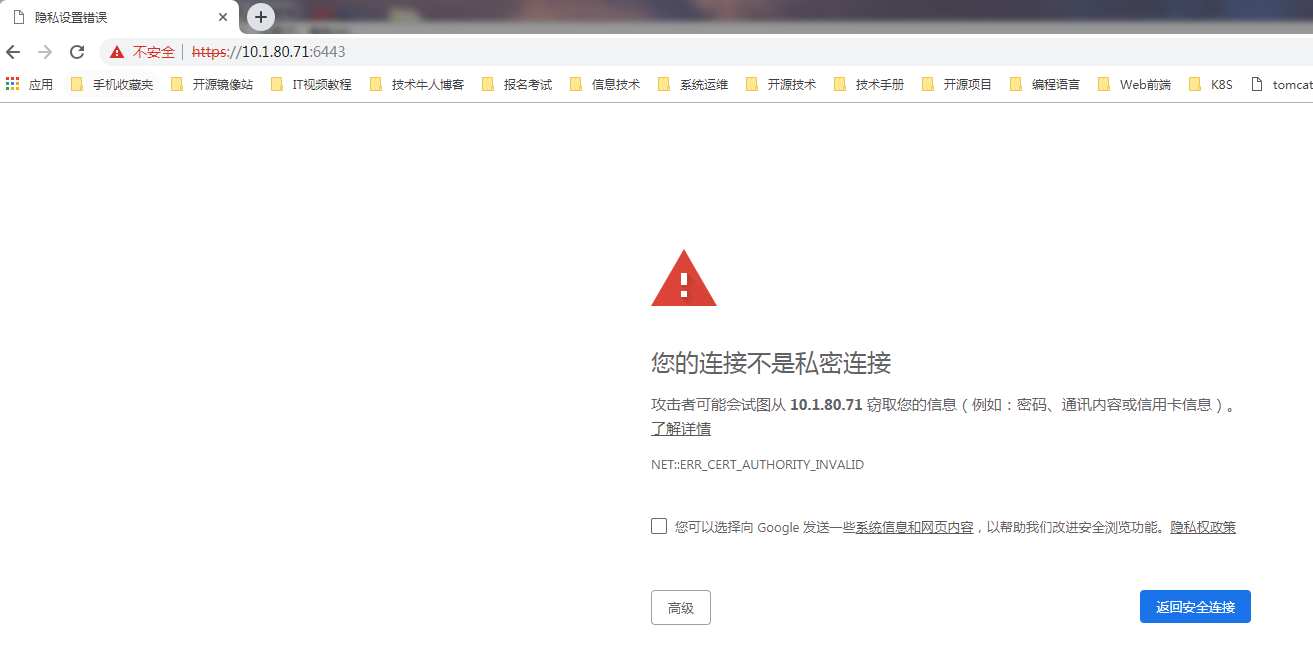 隐私设置错误
不安全 https://10.1.80.71:6443
应用 手机收藏夹 开源镜像站 IT视频教程 技术牛人博客 报名考试 信息技术 系统运维 开源技术 技术手册 开源项目 编程语言 Web前端 K8S tomcat
您的连接不是私密连接
攻击者可能会试图从 10.1.80.71 窃取您的信息（例如：密码、通讯内容或信用卡信息）。
了解详情
NET::ERR_CERT_AUTHORITY_INVALID
您可以选择向 Google 发送一些系统信息和网页内容，以帮助我们改进安全浏览功能。隐私权政策
高级 返回安全连接